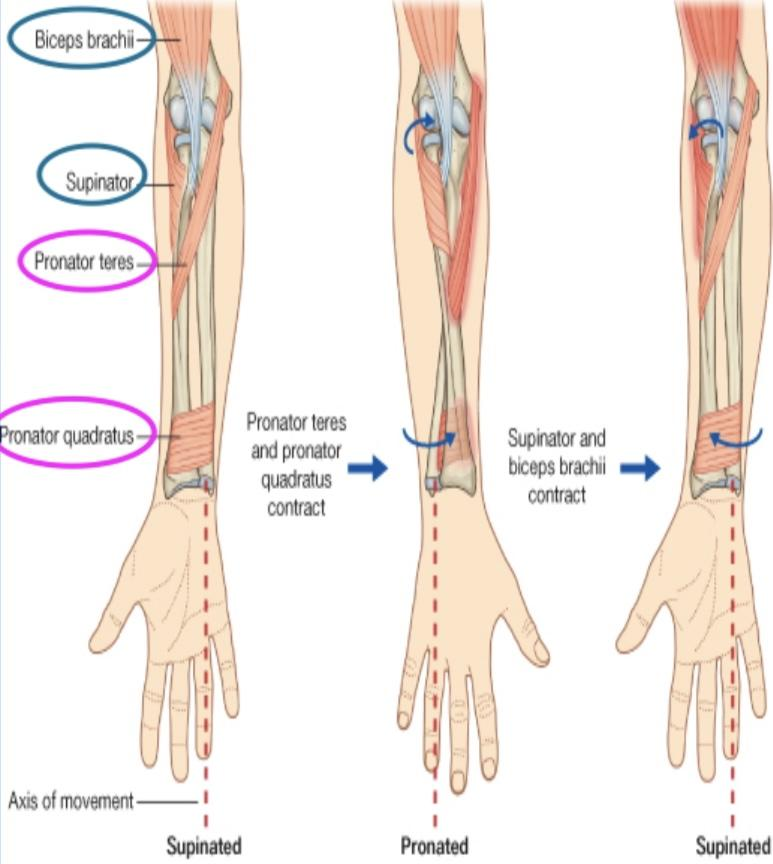 Biceps brachii
Supinator
Pronator teres
Pronator quadratus
Pronator teres
and pronator
quadratus
contract
Supinator and
biceps brachii
contract
Axis of movement
Supinated
Pronated
Supinated